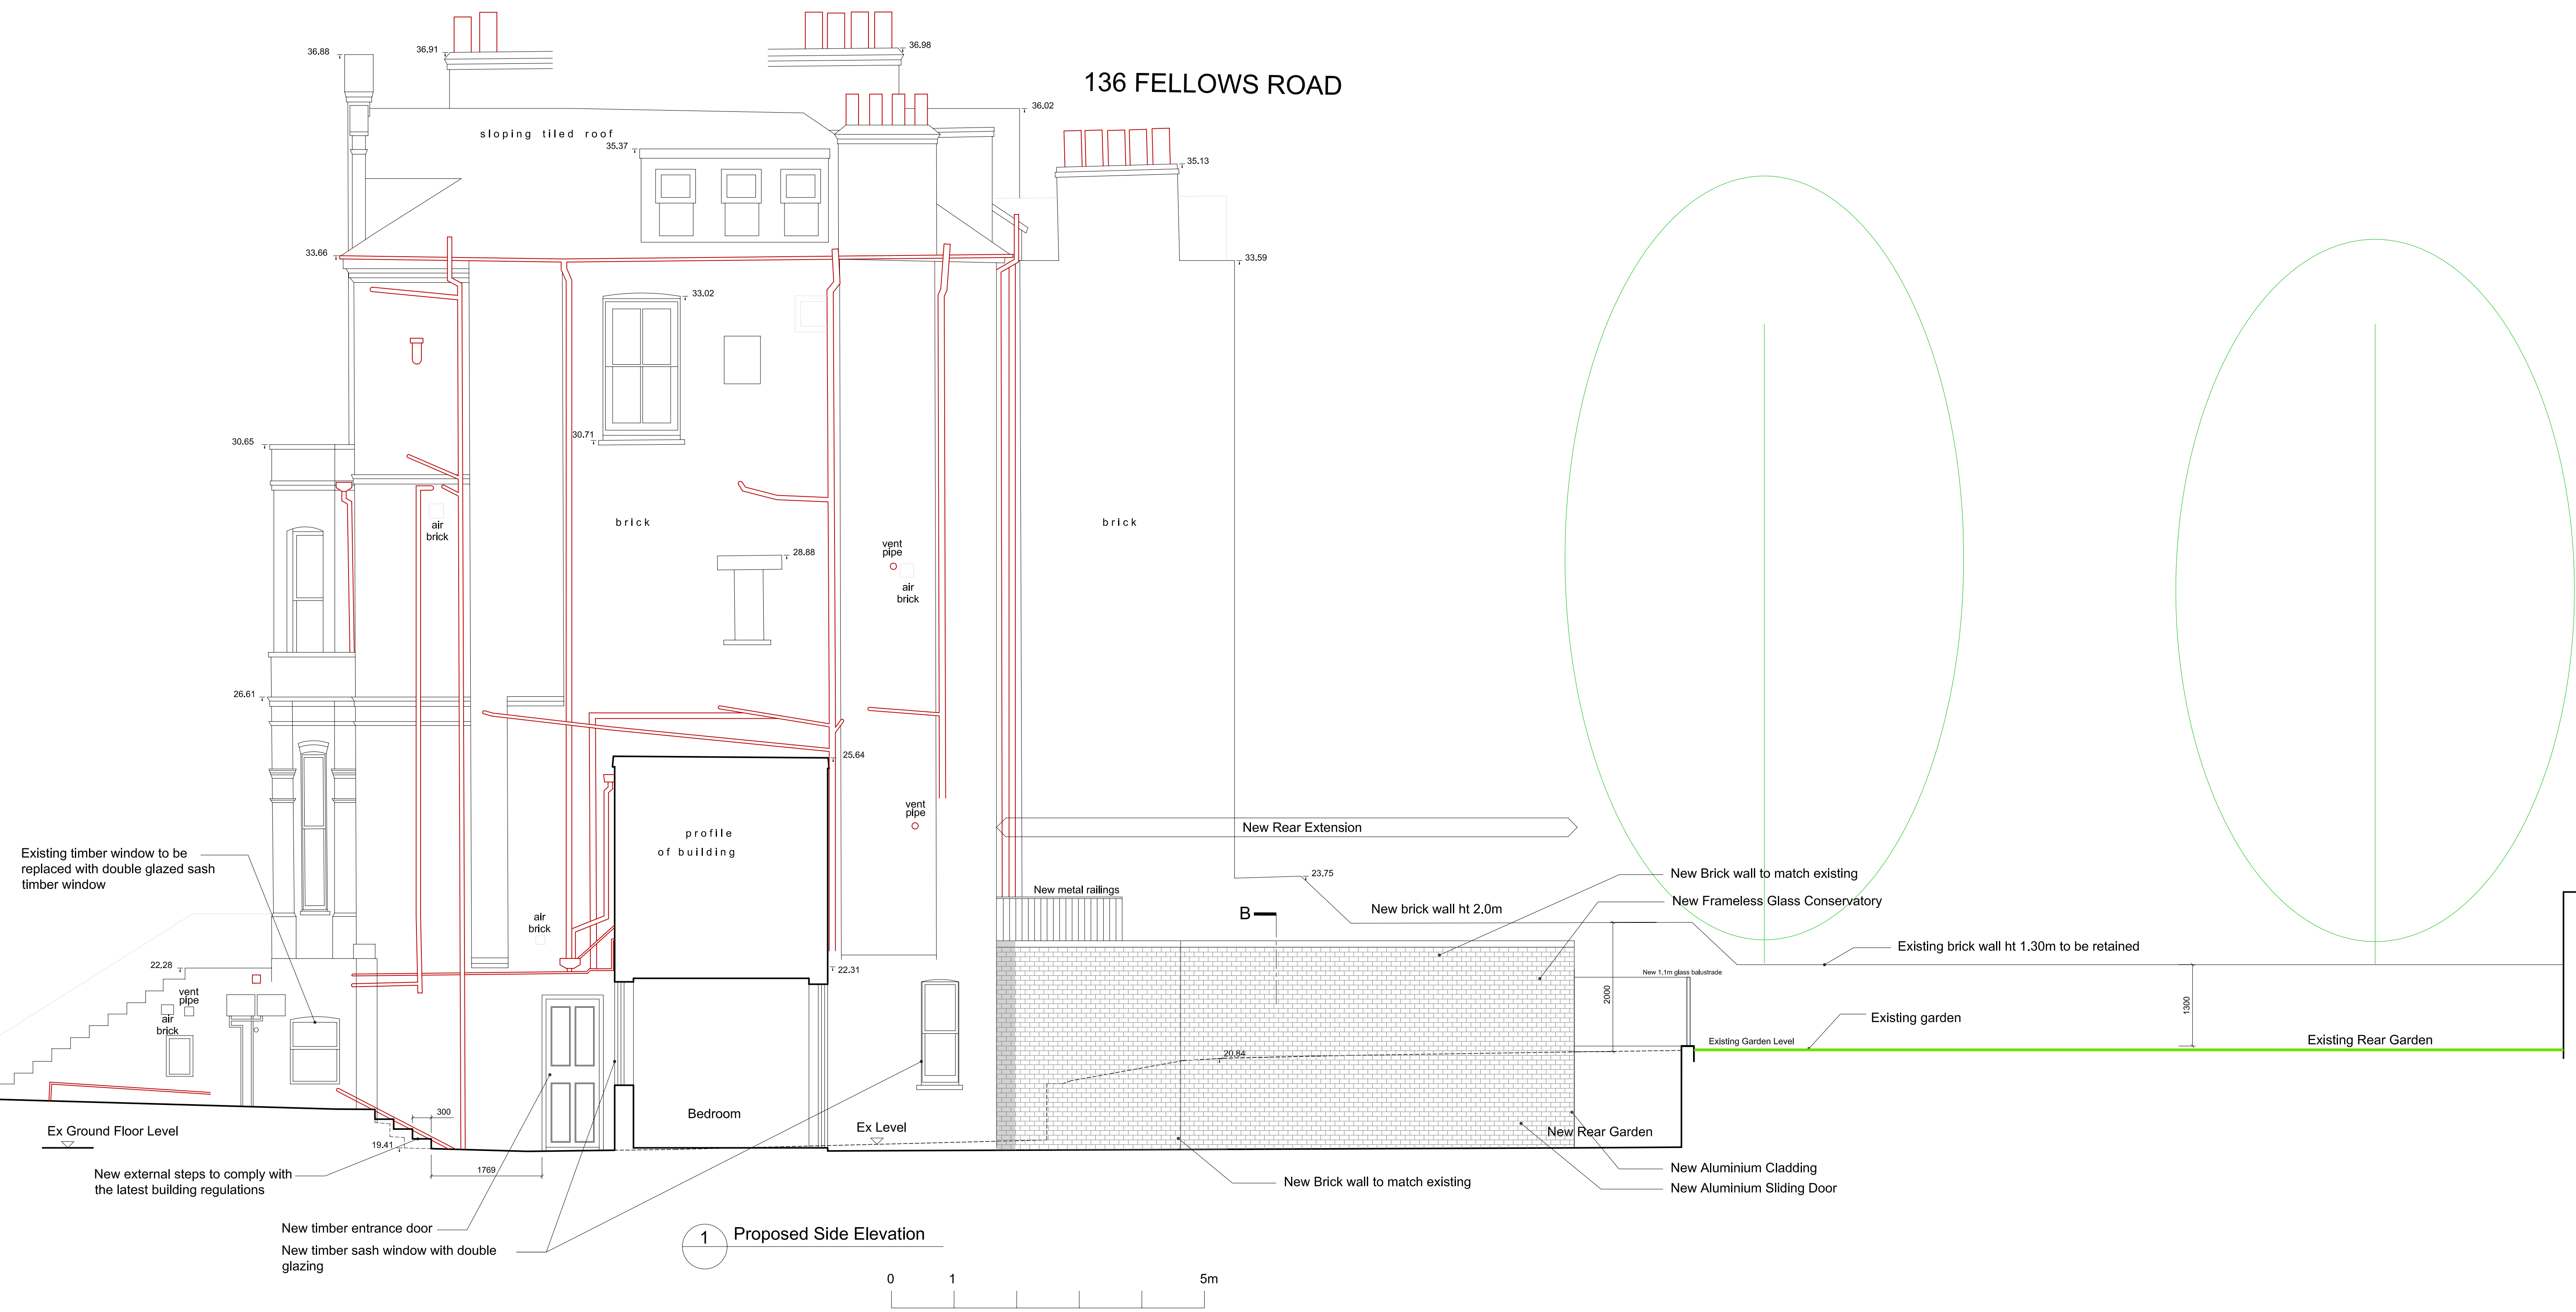 36.88
36.91
36.98
136 FELLOWS ROAD
36.02
sloping tiled roof
35.37
35.13
33.66
33.59
33.02
30.71
30.65
air
brick
brick
brick
vent
pipe
air
brick
28.88
26.61
25.64
vent
pipe
profile
of building
New Rear Extension
Existing timber window to be
replaced with double glazed sash
timber window
23.75
New metal railings
B
New brick wall ht 2.0m
New Brick wall to match existing
New Frameless Glass Conservatory
air
brick
Existing brick wall ht 1.30m to be retained
22.28
22.31
New 1.1m glass balustrade
vent
pipe
air
brick
2000
1300
Existing garden
Existing Garden Level
Existing Rear Garden
20.84
300
Bedroom
Ex Level
Ex Ground Floor Level
19.41
New Rear Garden
1769
New external steps to comply with
the latest building regulations
New Aluminium Cladding
New Brick wall to match existing
New Aluminium Sliding Door
New timber entrance door
New timber sash window with double
glazing
1 Proposed Side Elevation
0 1 5m